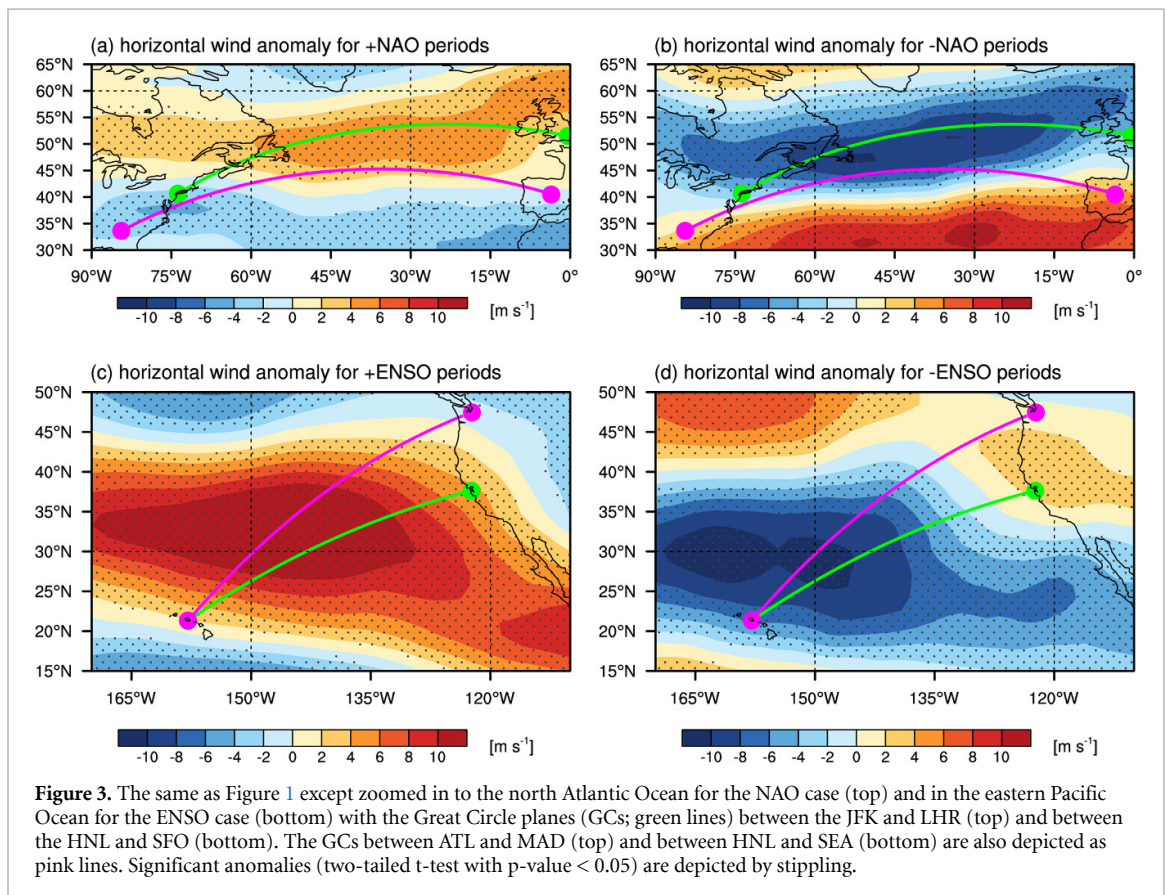 (a) horizontal wind anomaly for +NAO periods
65°N
60°N
55°N
50°N
45°N
40°N
35°N
30°N
90°W 75°W 60°W 45°W 30°W 15°W 0°
-10 -8 -6 -4 -2 0 2 4 6 8 10 [m s⁻¹]
(b) horizontal wind anomaly for -NAO periods
65°N
60°N
55°N
50°N
45°N
40°N
35°N
30°N
90°W 75°W 60°W 45°W 30°W 15°W 0°
-10 -8 -6 -4 -2 0 2 4 6 8 10 [m s⁻¹]
(c) horizontal wind anomaly for +ENSO periods
50°N
45°N
40°N
35°N
30°N
25°N
20°N
15°N
165°W 150°W 135°W 120°W
-10 -8 -6 -4 -2 0 2 4 6 8 10 [m s⁻¹]
(d) horizontal wind anomaly for -ENSO periods
50°N
45°N
40°N
35°N
30°N
25°N
20°N
15°N
165°W 150°W 135°W 120°W
-10 -8 -6 -4 -2 0 2 4 6 8 10 [m s⁻¹]
Figure 3. The same as Figure 1 except zoomed in to the north Atlantic Ocean for the NAO case (top) and in the eastern Pacific
Ocean for the ENSO case (bottom) with the Great Circle planes (GCs; green lines) between the JFK and LHR (top) and between
the HNL and SFO (bottom). The GCs between ATL and MAD (top) and between HNL and SEA (bottom) are also depicted as
pink lines. Significant anomalies (two-tailed t-test with p-value < 0.05) are depicted by stippling.